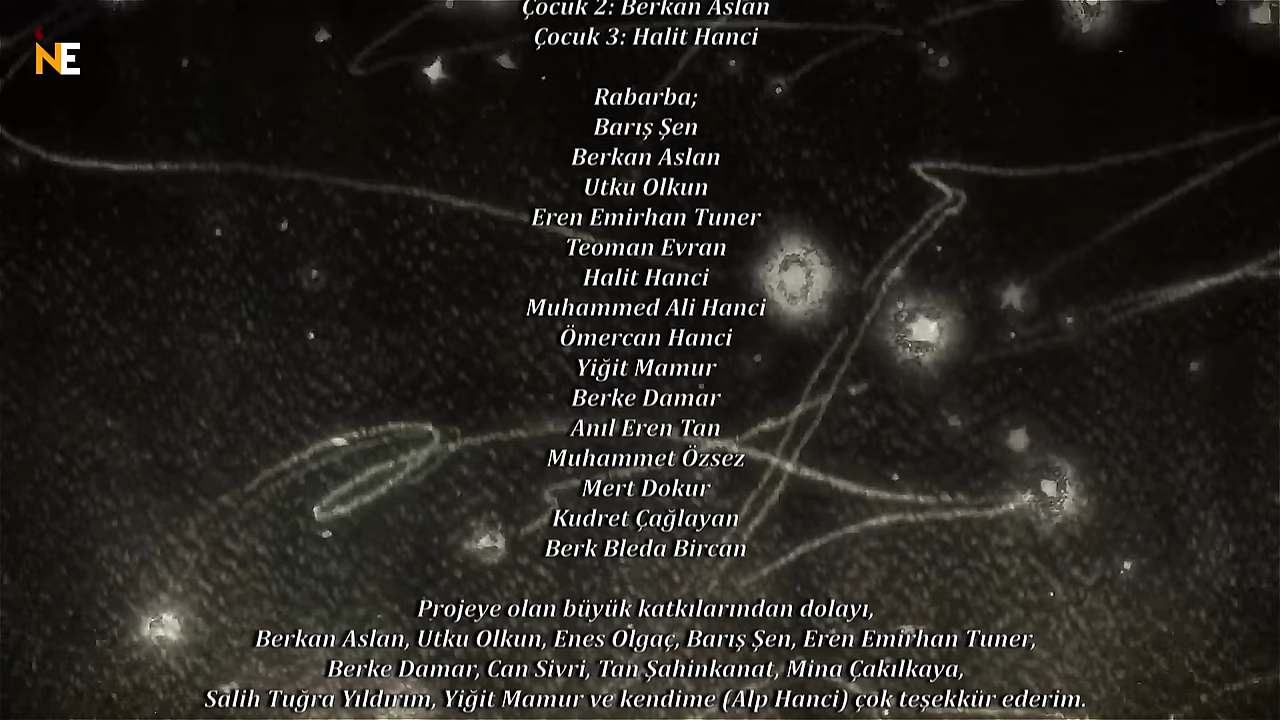 Çocuk 2: Berkan Aslan
Çocuk 3: Halit Hanci
İNE
Rabarba;
Barış Şen
Berkan Aslan
Utku Olkun
Eren Emirhan Tuner
Teoman Evran
Halit Hanci
Muhammed Ali Hanci
Ömercan Hanci
Yiğit Mamur
Berke Damar
Anıl Eren Tan
Muhammet Özsez
Mert Dokur
Kudret Çağlayan
Berk Bleda Bircan
Projeye olan büyük katkılarından dolayı,
Berkan Aslan, Utku Olkun, Enes Olgaç, Barış Şen, Eren Emirhan Tuner,
Berke Damar, Can Sivri, Tan Şahinkanat, Mina Çakılkaya,
Salih Tuğra Yıldırım, Yiğit Mamur ve kendime (Alp Hanci) çok teşekkür ederim.